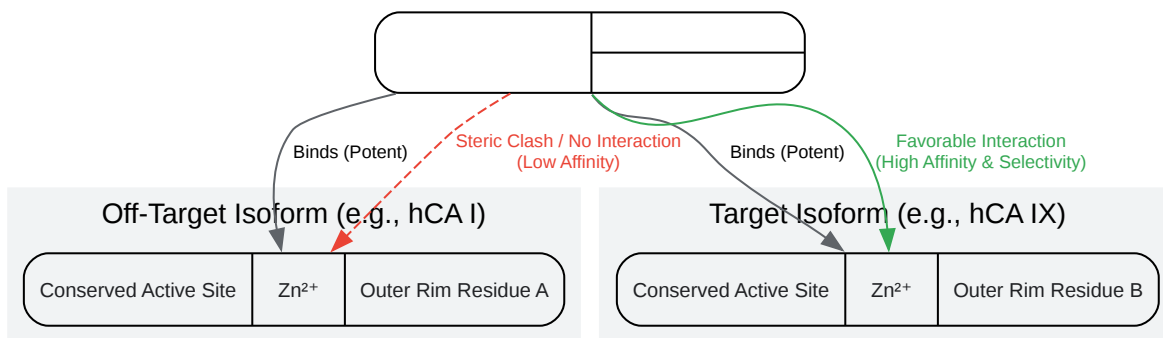 Steric Clash / No Interaction
(Low Affinity)
Binds (Potent)
Binds (Potent)
Favorable Interaction
(High Affinity & Selectivity)
Off-Target Isoform (e.g., hCA I)
Target Isoform (e.g., hCA IX)
Conserved Active Site
Zn²⁺
Outer Rim Residue A
Conserved Active Site
Zn²⁺
Outer Rim Residue B